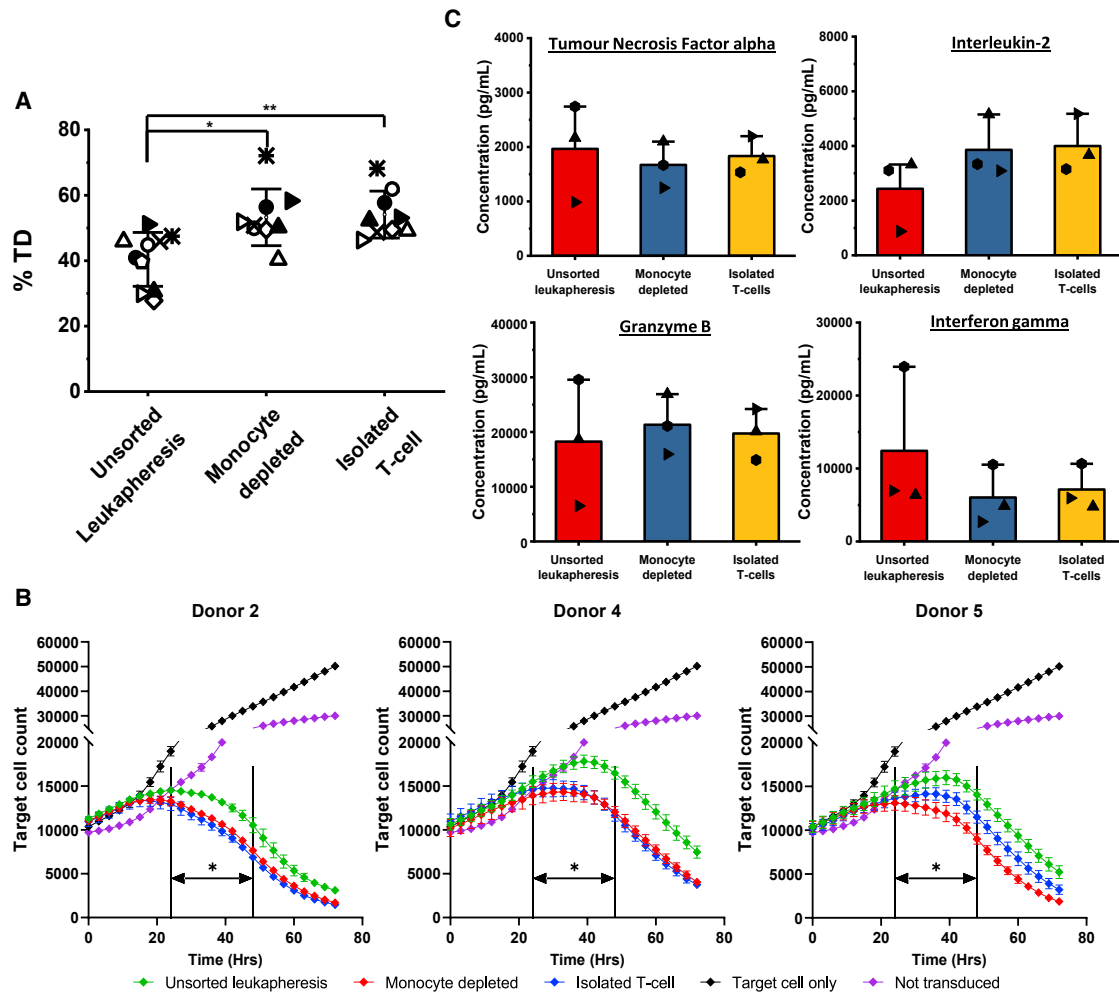 A
% TD
80
60
40
20
0
*
**
Unsorted
Leukapheresis
Monocyte
depleted
Isolated
T-cell
C
Tumour Necrosis Factor alpha
Concentration (pg/mL)
4000
3000
2000
1000
0
Unsorted
leukapheresis
Monocyte
depleted
Isolated
T-cells
Interleukin-2
Concentration (pg/mL)
8000
6000
4000
2000
0
Unsorted
leukapheresis
Monocyte
depleted
Isolated
T-cells
Granzyme B
Concentration (pg/mL)
40000
30000
20000
10000
0
Unsorted
leukapheresis
Monocyte
depleted
Isolated
T-cells
Interferon gamma
Concentration (pg/mL)
30000
20000
10000
0
Unsorted
leukapheresis
Monocyte
depleted
Isolated
T-cells
B
Donor 2
Target cell count
60000
50000
40000
30000
20000
15000
10000
5000
0
*
0 20 40 60 80
Time (Hrs)
Donor 4
Target cell count
60000
50000
40000
30000
20000
15000
10000
5000
0
*
0 20 40 60 80
Time (Hrs)
Donor 5
Target cell count
60000
50000
40000
30000
20000
15000
10000
5000
0
*
0 20 40 60 80
Time (Hrs)
Unsorted leukapheresis Monocyte depleted Isolated T-cell Target cell only Not transduced